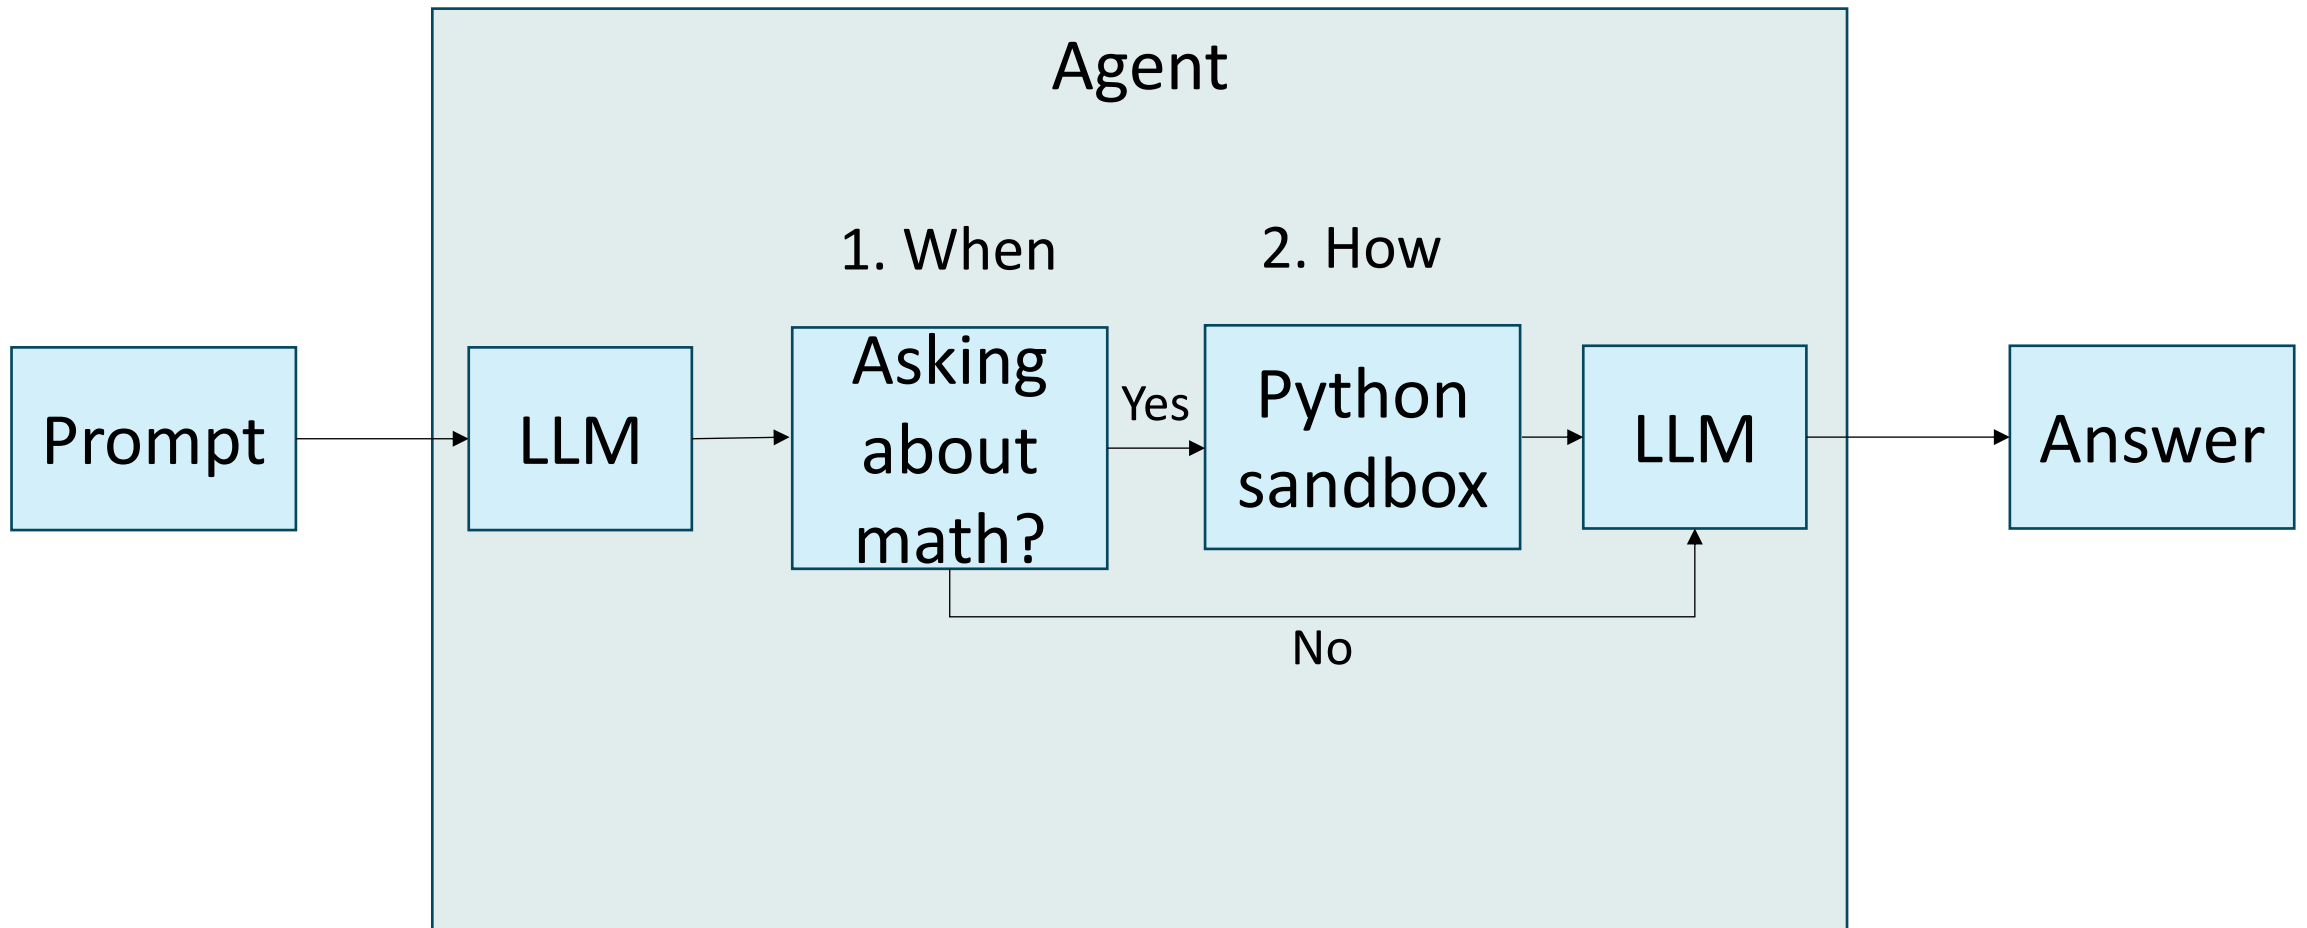 Agent
1. When
2. How
Prompt
LLM
Asking
about
math?
Yes
Python
sandbox
LLM
Answer
No